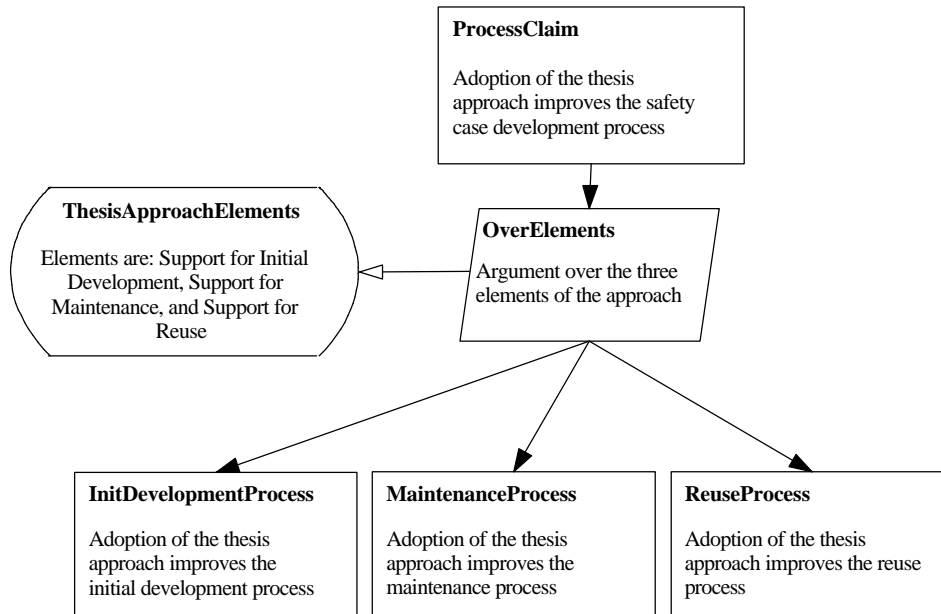 ProcessClaim
Adoption of the thesis
approach improves the safety
case development process
ThesisApproachElements
Elements are: Support for Initial
Development, Support for
Maintenance, and Support for
Reuse
OverElements
Argument over the three
elements of the approach
InitDevelopmentProcess
Adoption of the thesis
approach improves the
initial development process
MaintenanceProcess
Adoption of the thesis
approach improves the
maintenance process
ReuseProcess
Adoption of the thesis
approach improves the reuse
process